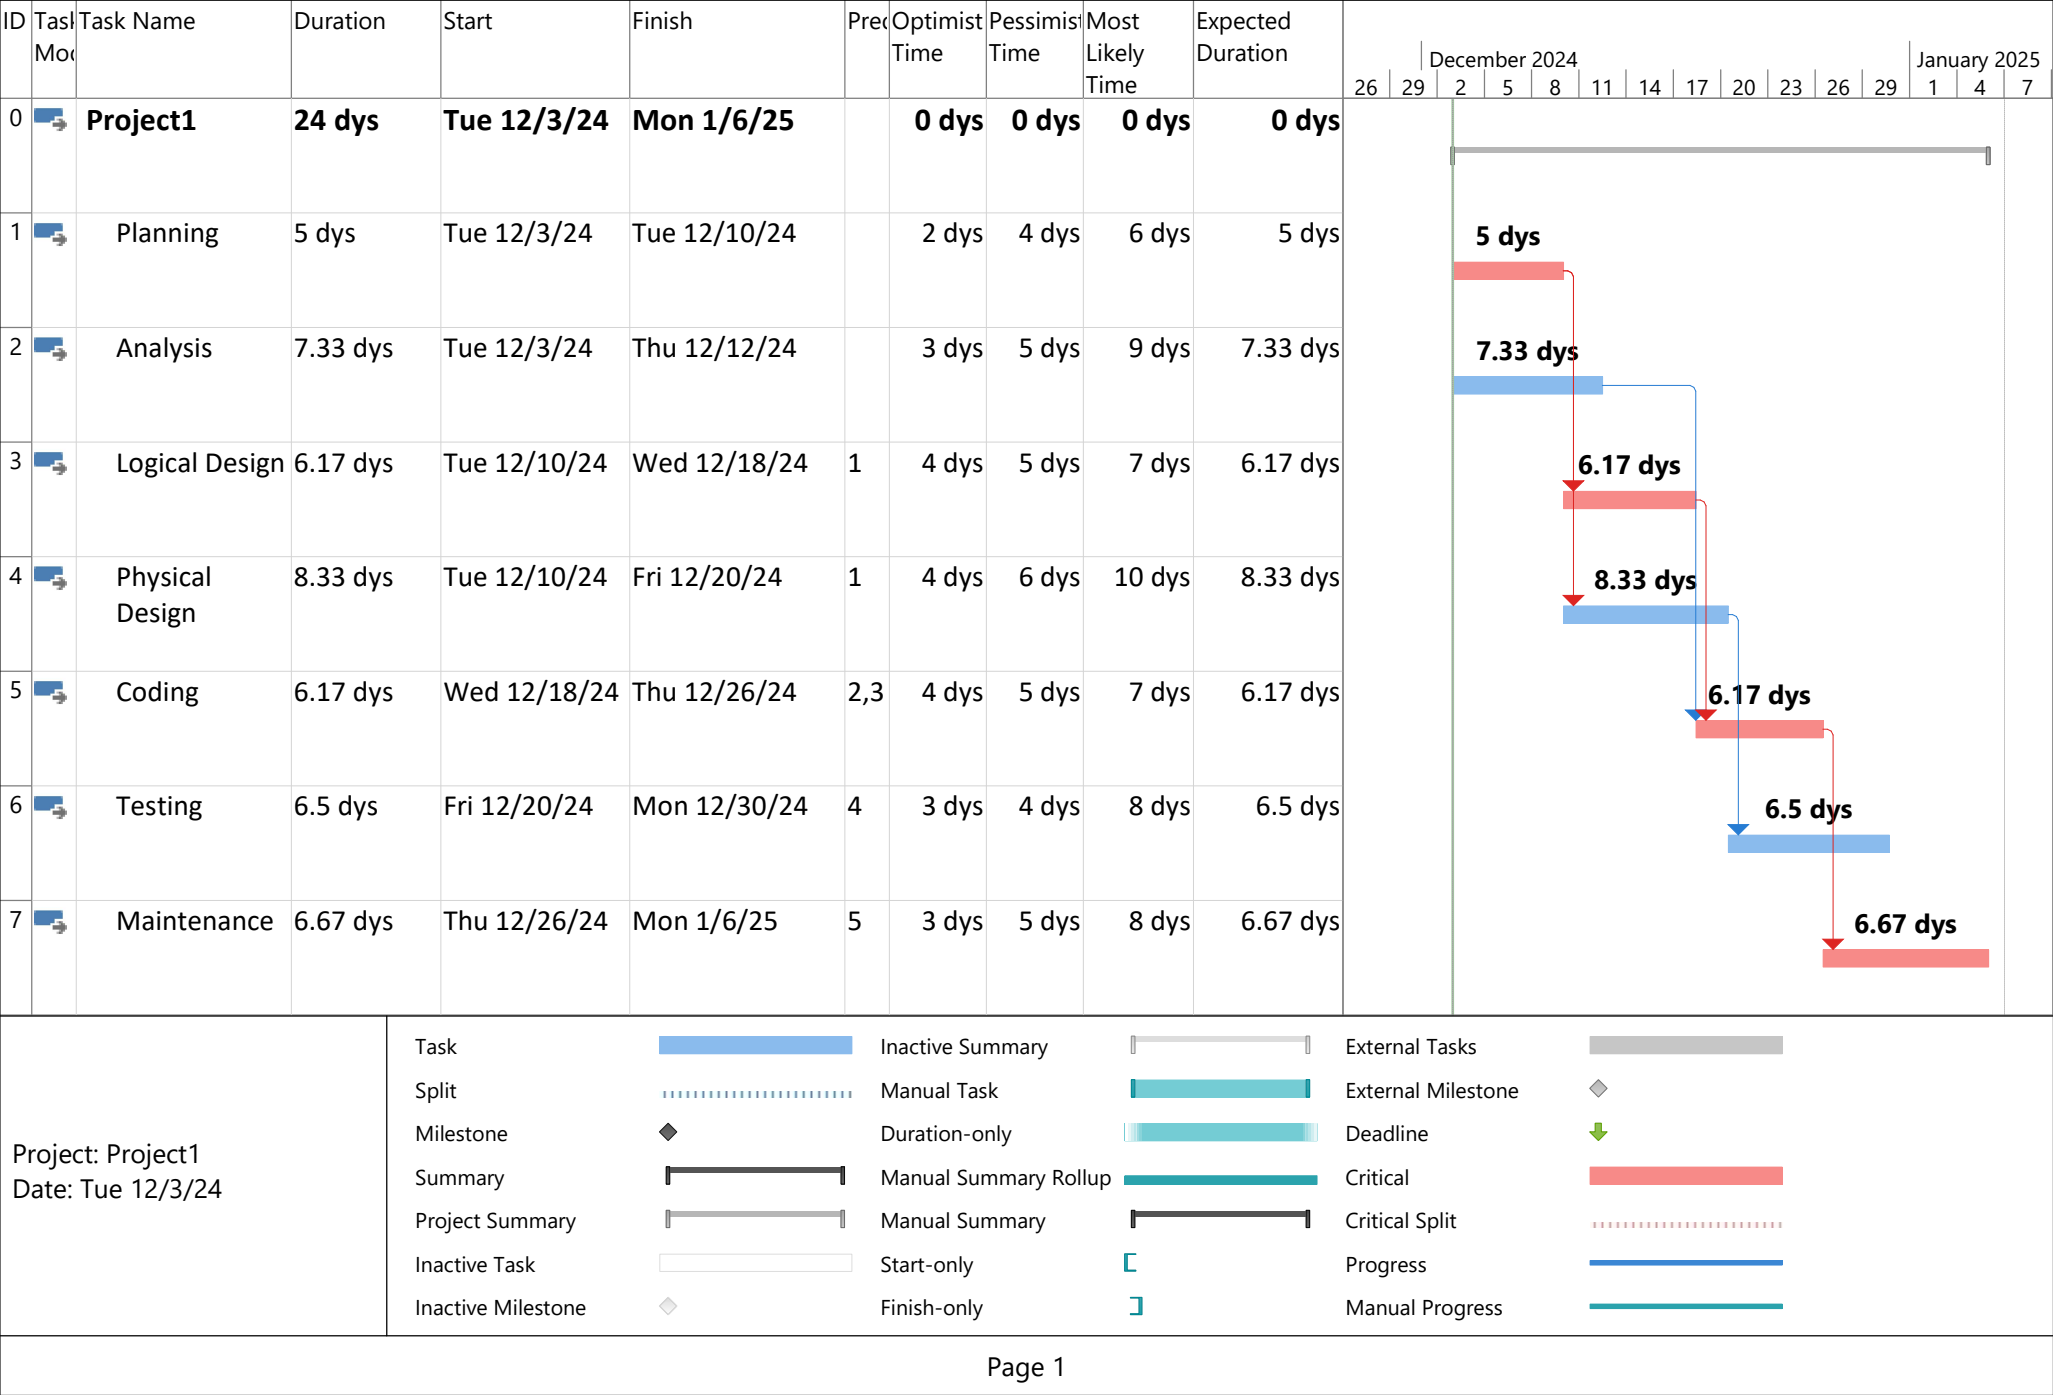 ID Task Mod Task Name Duration Start Finish Pred Optimist Time Pessimist Time Most Likely Time Expected Duration
December 2024 January 2025
26 29 2 5 8 11 14 17 20 23 26 29 1 4 7
0 Project1 24 dys Tue 12/3/24 Mon 1/6/25 0 dys 0 dys 0 dys 0 dys
1 Planning 5 dys Tue 12/3/24 Tue 12/10/24 2 dys 4 dys 6 dys 5 dys
5 dys
2 Analysis 7.33 dys Tue 12/3/24 Thu 12/12/24 3 dys 5 dys 9 dys 7.33 dys
7.33 dys
3 Logical Design 6.17 dys Tue 12/10/24 Wed 12/18/24 1 4 dys 5 dys 7 dys 6.17 dys
6.17 dys
4 Physical Design 8.33 dys Tue 12/10/24 Fri 12/20/24 1 4 dys 6 dys 10 dys 8.33 dys
8.33 dys
5 Coding 6.17 dys Wed 12/18/24 Thu 12/26/24 2,3 4 dys 5 dys 7 dys 6.17 dys
6.17 dys
6 Testing 6.5 dys Fri 12/20/24 Mon 12/30/24 4 3 dys 4 dys 8 dys 6.5 dys
6.5 dys
7 Maintenance 6.67 dys Thu 12/26/24 Mon 1/6/25 5 3 dys 5 dys 8 dys 6.67 dys
6.67 dys
Project: Project1
Date: Tue 12/3/24
Task
Split
Milestone
Summary
Project Summary
Inactive Task
Inactive Milestone
Inactive Summary
Manual Task
Duration-only
Manual Summary Rollup
Manual Summary
Start-only
Finish-only
External Tasks
External Milestone
Deadline
Critical
Critical Split
Progress
Manual Progress
Page 1